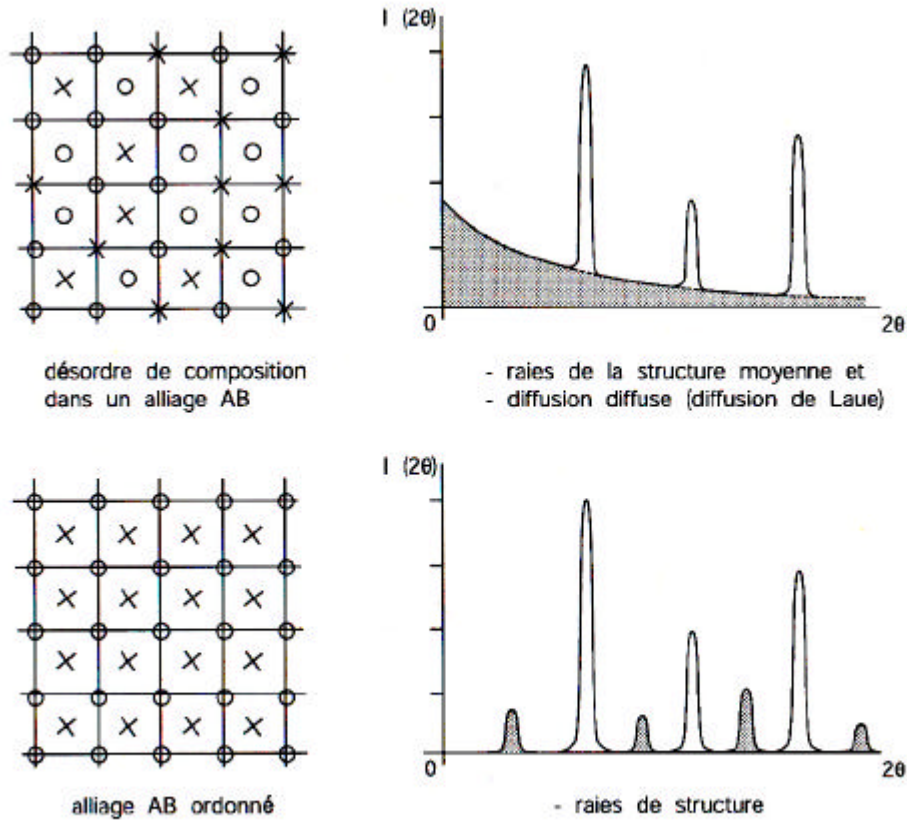 I (2θ)
0
2θ
désordre de composition
dans un alliage AB
- raies de la structure moyenne et
- diffusion diffuse (diffusion de Laue)
I (2θ)
0
2θ
alliage AB ordonné
- raies de structure